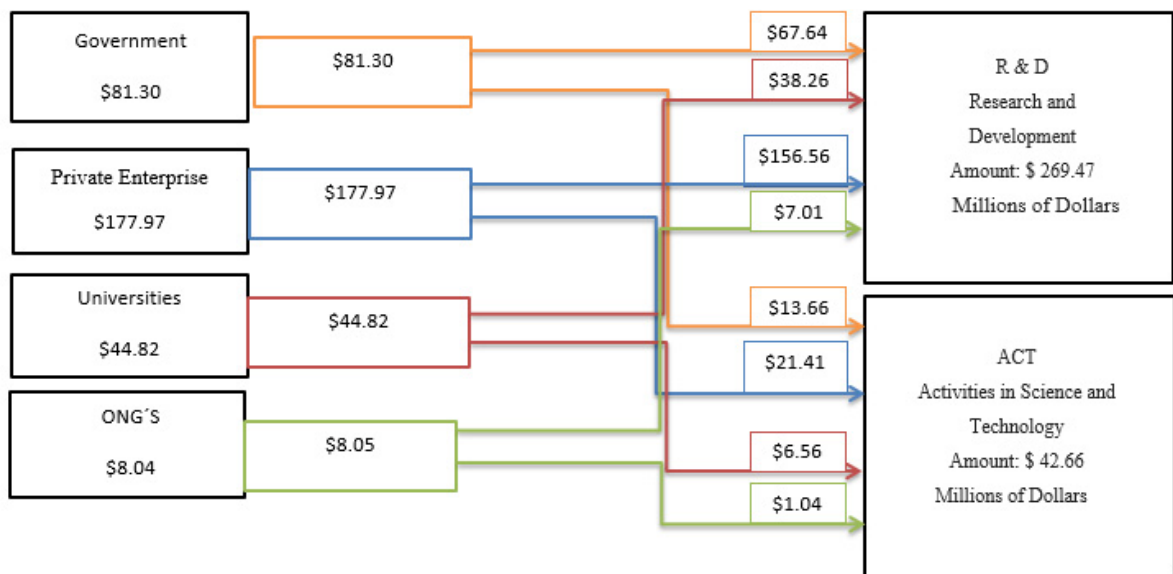 Government
$81.30
$81.30
Private Enterprise
$177.97
$177.97
Universities
$44.82
$44.82
ONG´S
$8.04
$8.05
$67.64
$38.26
$156.56
$7.01
$13.66
$21.41
$6.56
$1.04
R & D
Research and
Development
Amount: $ 269.47
Millions of Dollars
ACT
Activities in Science and
Technology
Amount: $ 42.66
Millions of Dollars